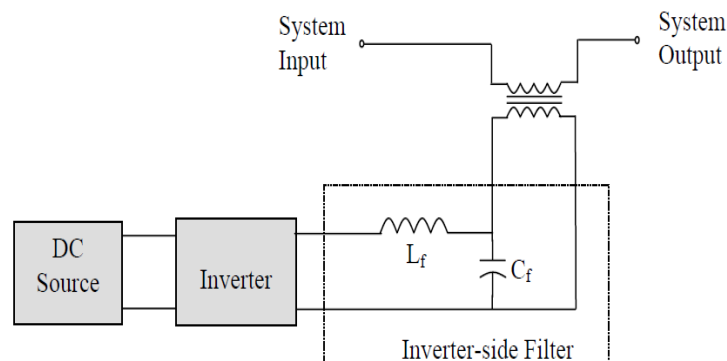 System
Input
System
Output
DC
Source
Inverter
Lf
Cf
Inverter-side Filter